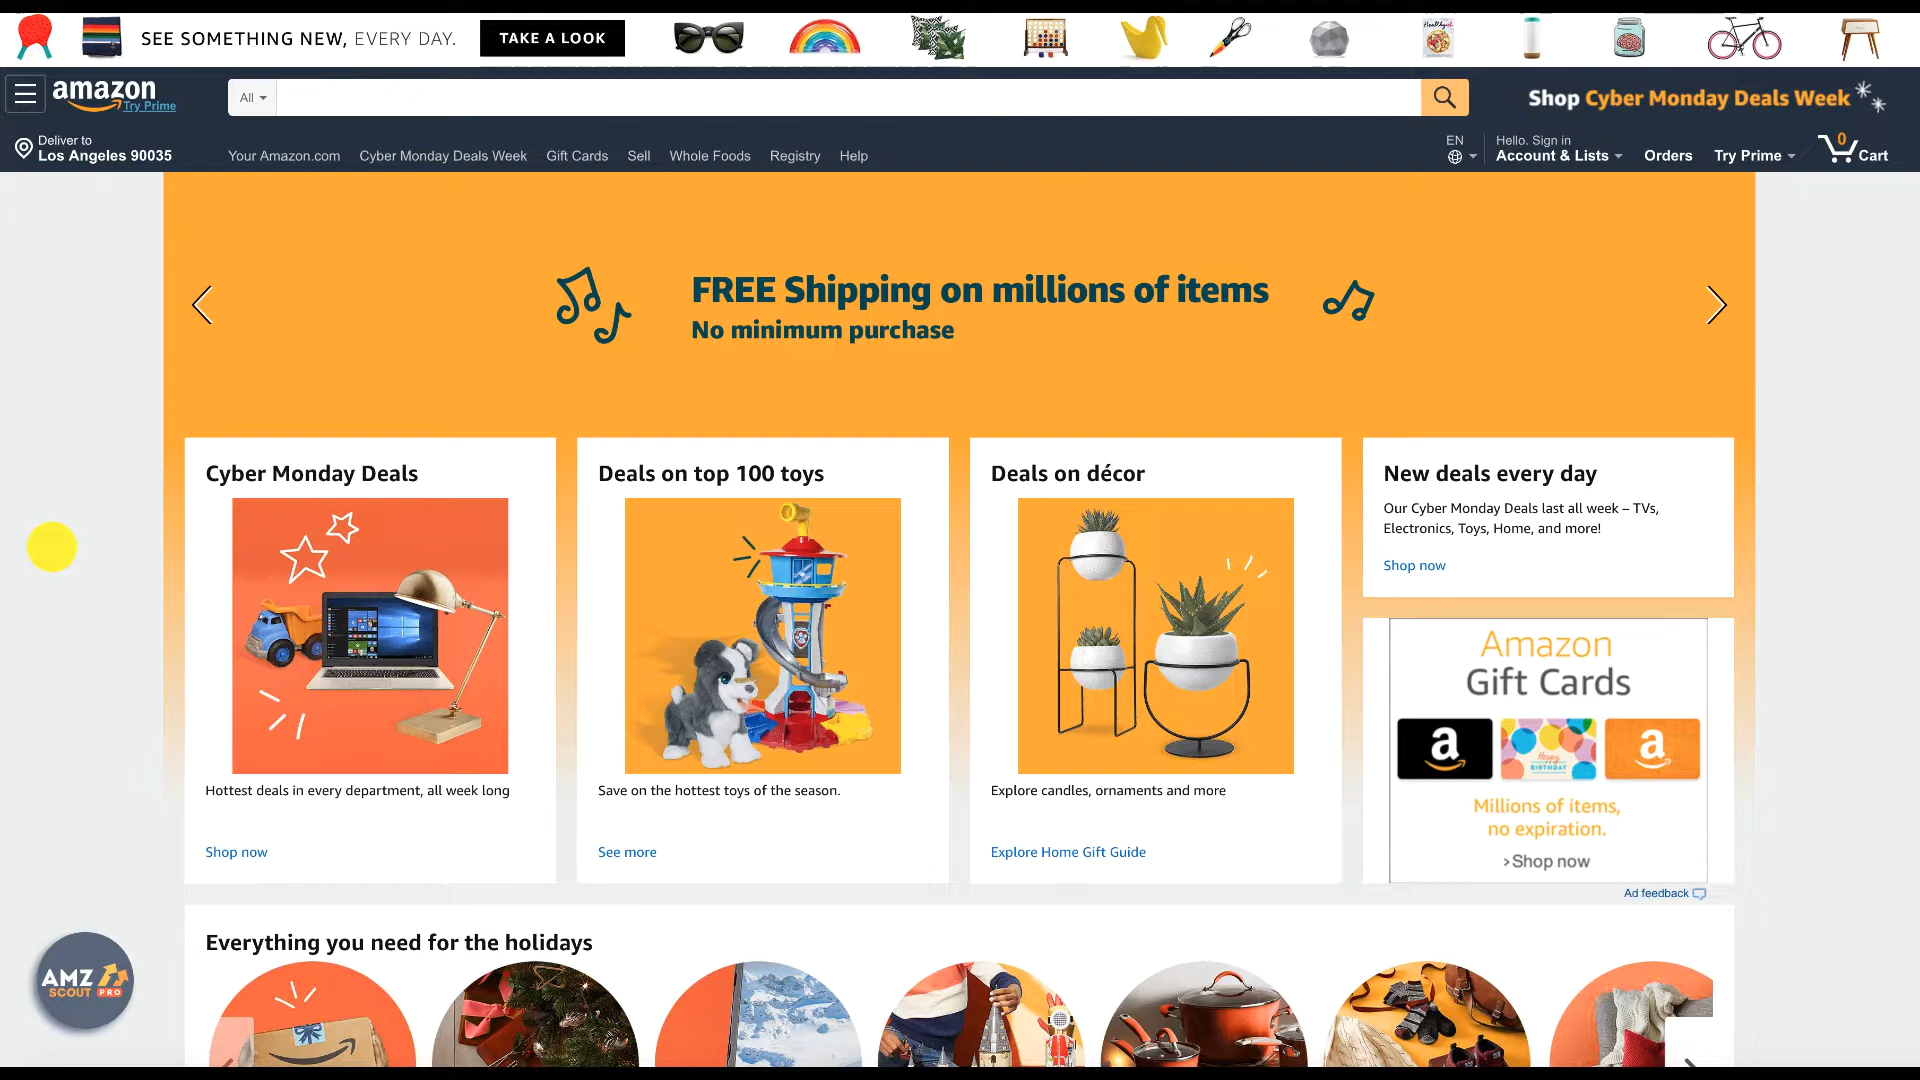 SEE SOMETHING NEW, EVERY DAY. TAKE A LOOK
amazon
Try Prime
All
Shop Cyber Monday Deals Week
Deliver to
Los Angeles 90035
Your Amazon.com Cyber Monday Deals Week Gift Cards Sell Whole Foods Registry Help
EN
Hello. Sign in
Account & Lists Orders Try Prime
0
Cart
FREE Shipping on millions of items
No minimum purchase
Cyber Monday Deals
Hottest deals in every department, all week long
Shop now
Deals on top 100 toys
Save on the hottest toys of the season.
See more
Deals on décor
Explore candles, ornaments and more
Explore Home Gift Guide
New deals every day
Our Cyber Monday Deals last all week – TVs,
Electronics, Toys, Home, and more!
Shop now
Amazon
Gift Cards
a
Happy
BIRTHDAY
a
Millions of items,
no expiration.
›Shop now
Ad feedback
Everything you need for the holidays
AMZ
SCOUT PRO